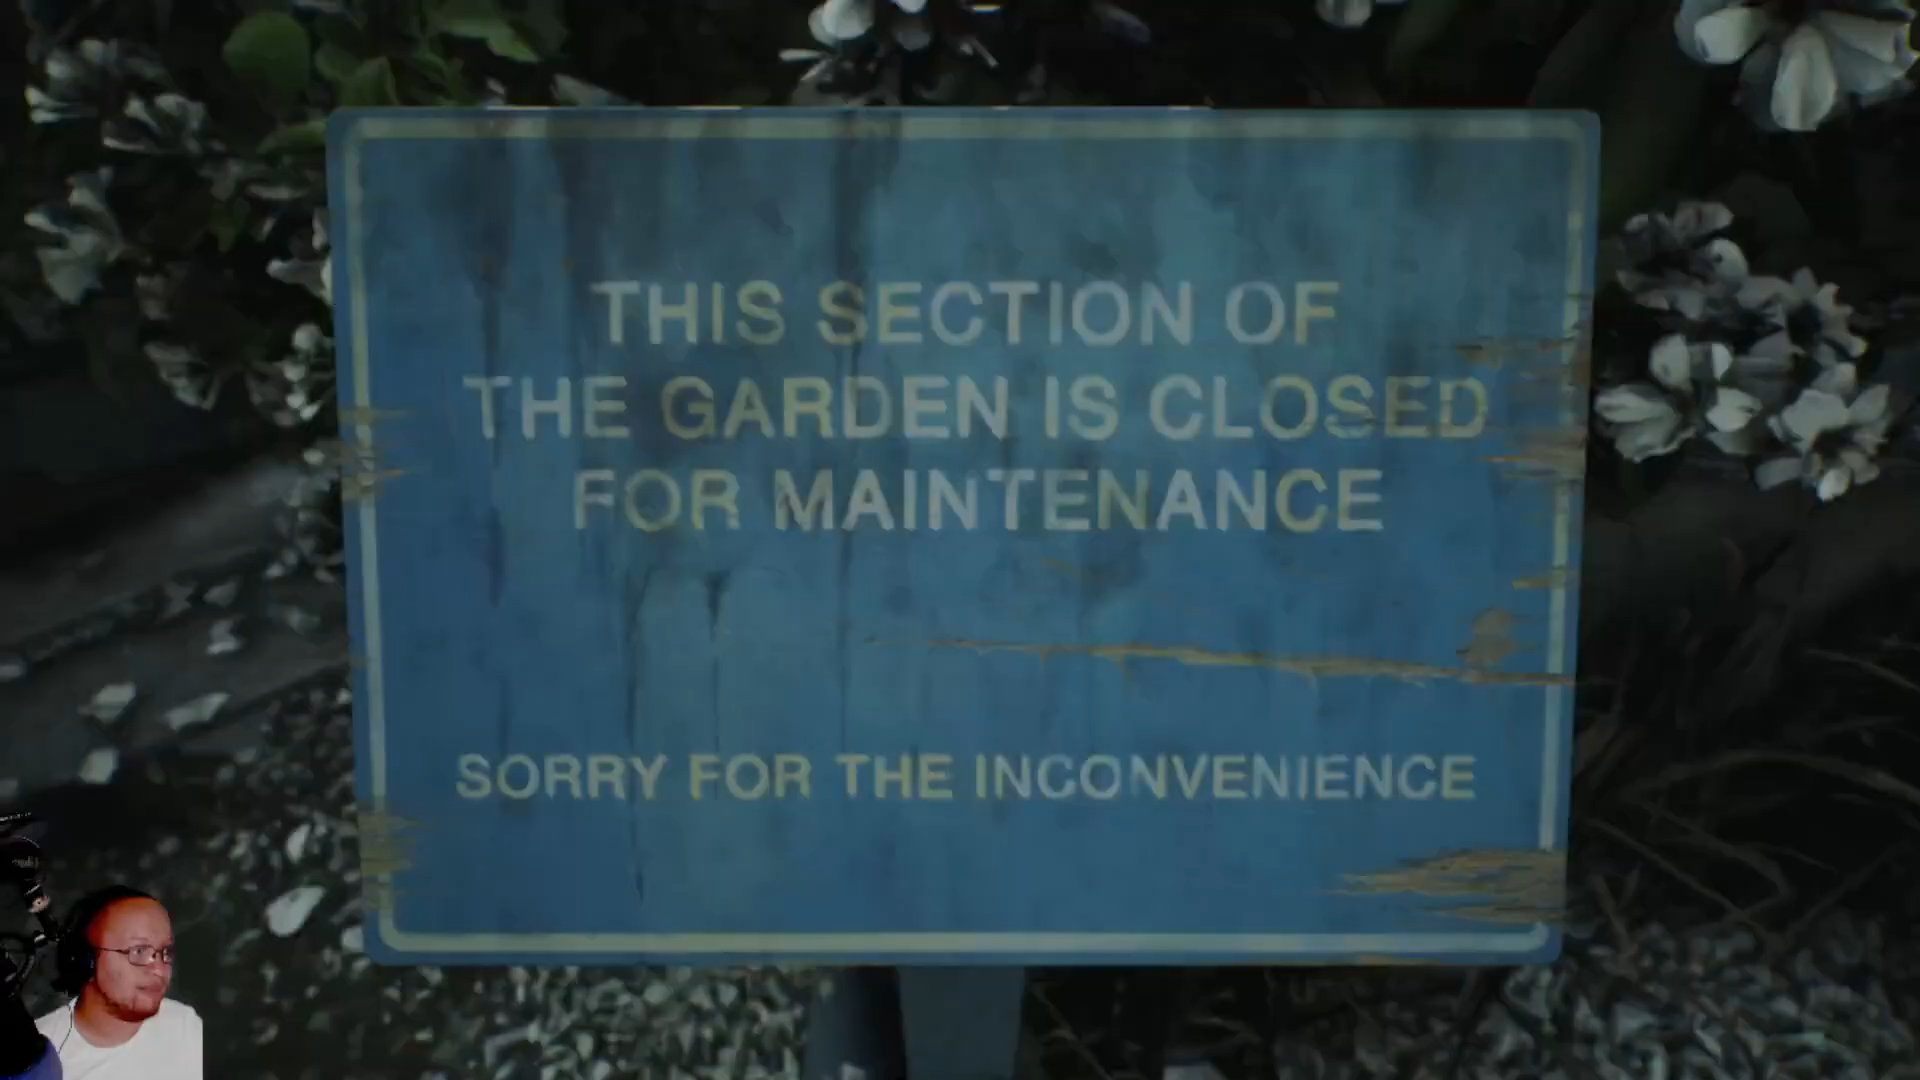 THIS SECTION OF
THE GARDEN IS CLOSED
FOR MAINTENANCE
SORRY FOR THE INCONVENIENCE